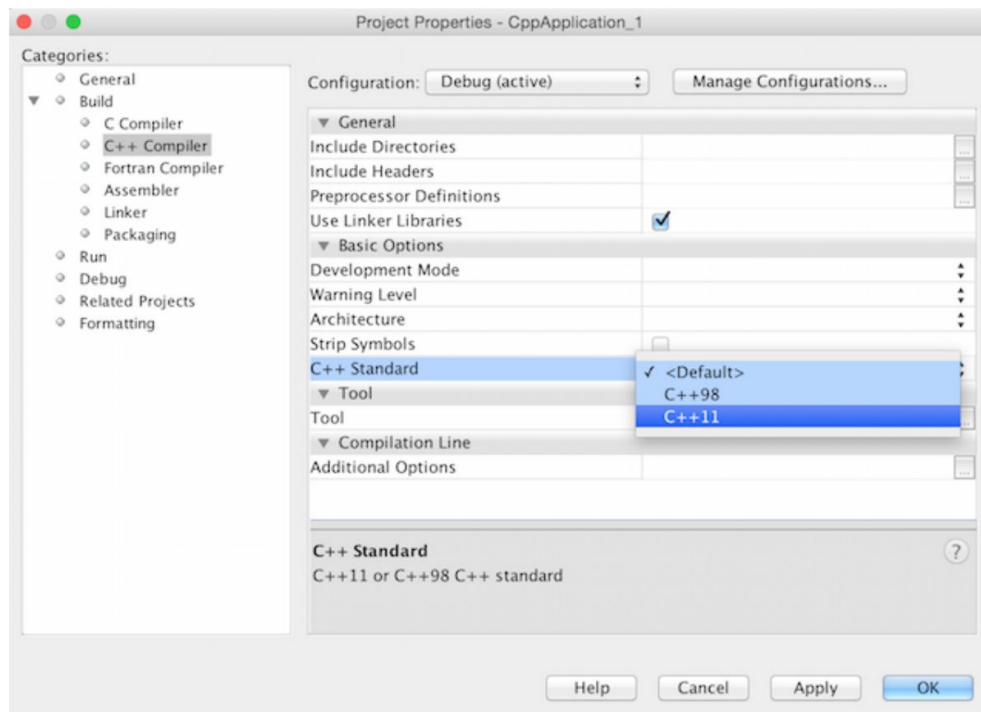 Project Properties - CppApplication_1
Categories:
General
Build
C Compiler
C++ Compiler
Fortran Compiler
Assembler
Linker
Packaging
Run
Debug
Related Projects
Formatting
Configuration: Debug (active) Manage Configurations...
General
Include Directories ...
Include Headers ...
Preprocessor Definitions ...
Use Linker Libraries
Basic Options
Development Mode
Warning Level
Architecture
Strip Symbols
C++ Standard
<Default>
C++98
C++11
Tool
Tool ...
Compilation Line
Additional Options ...
C++ Standard ?
C++11 or C++98 C++ standard
Help Cancel Apply OK